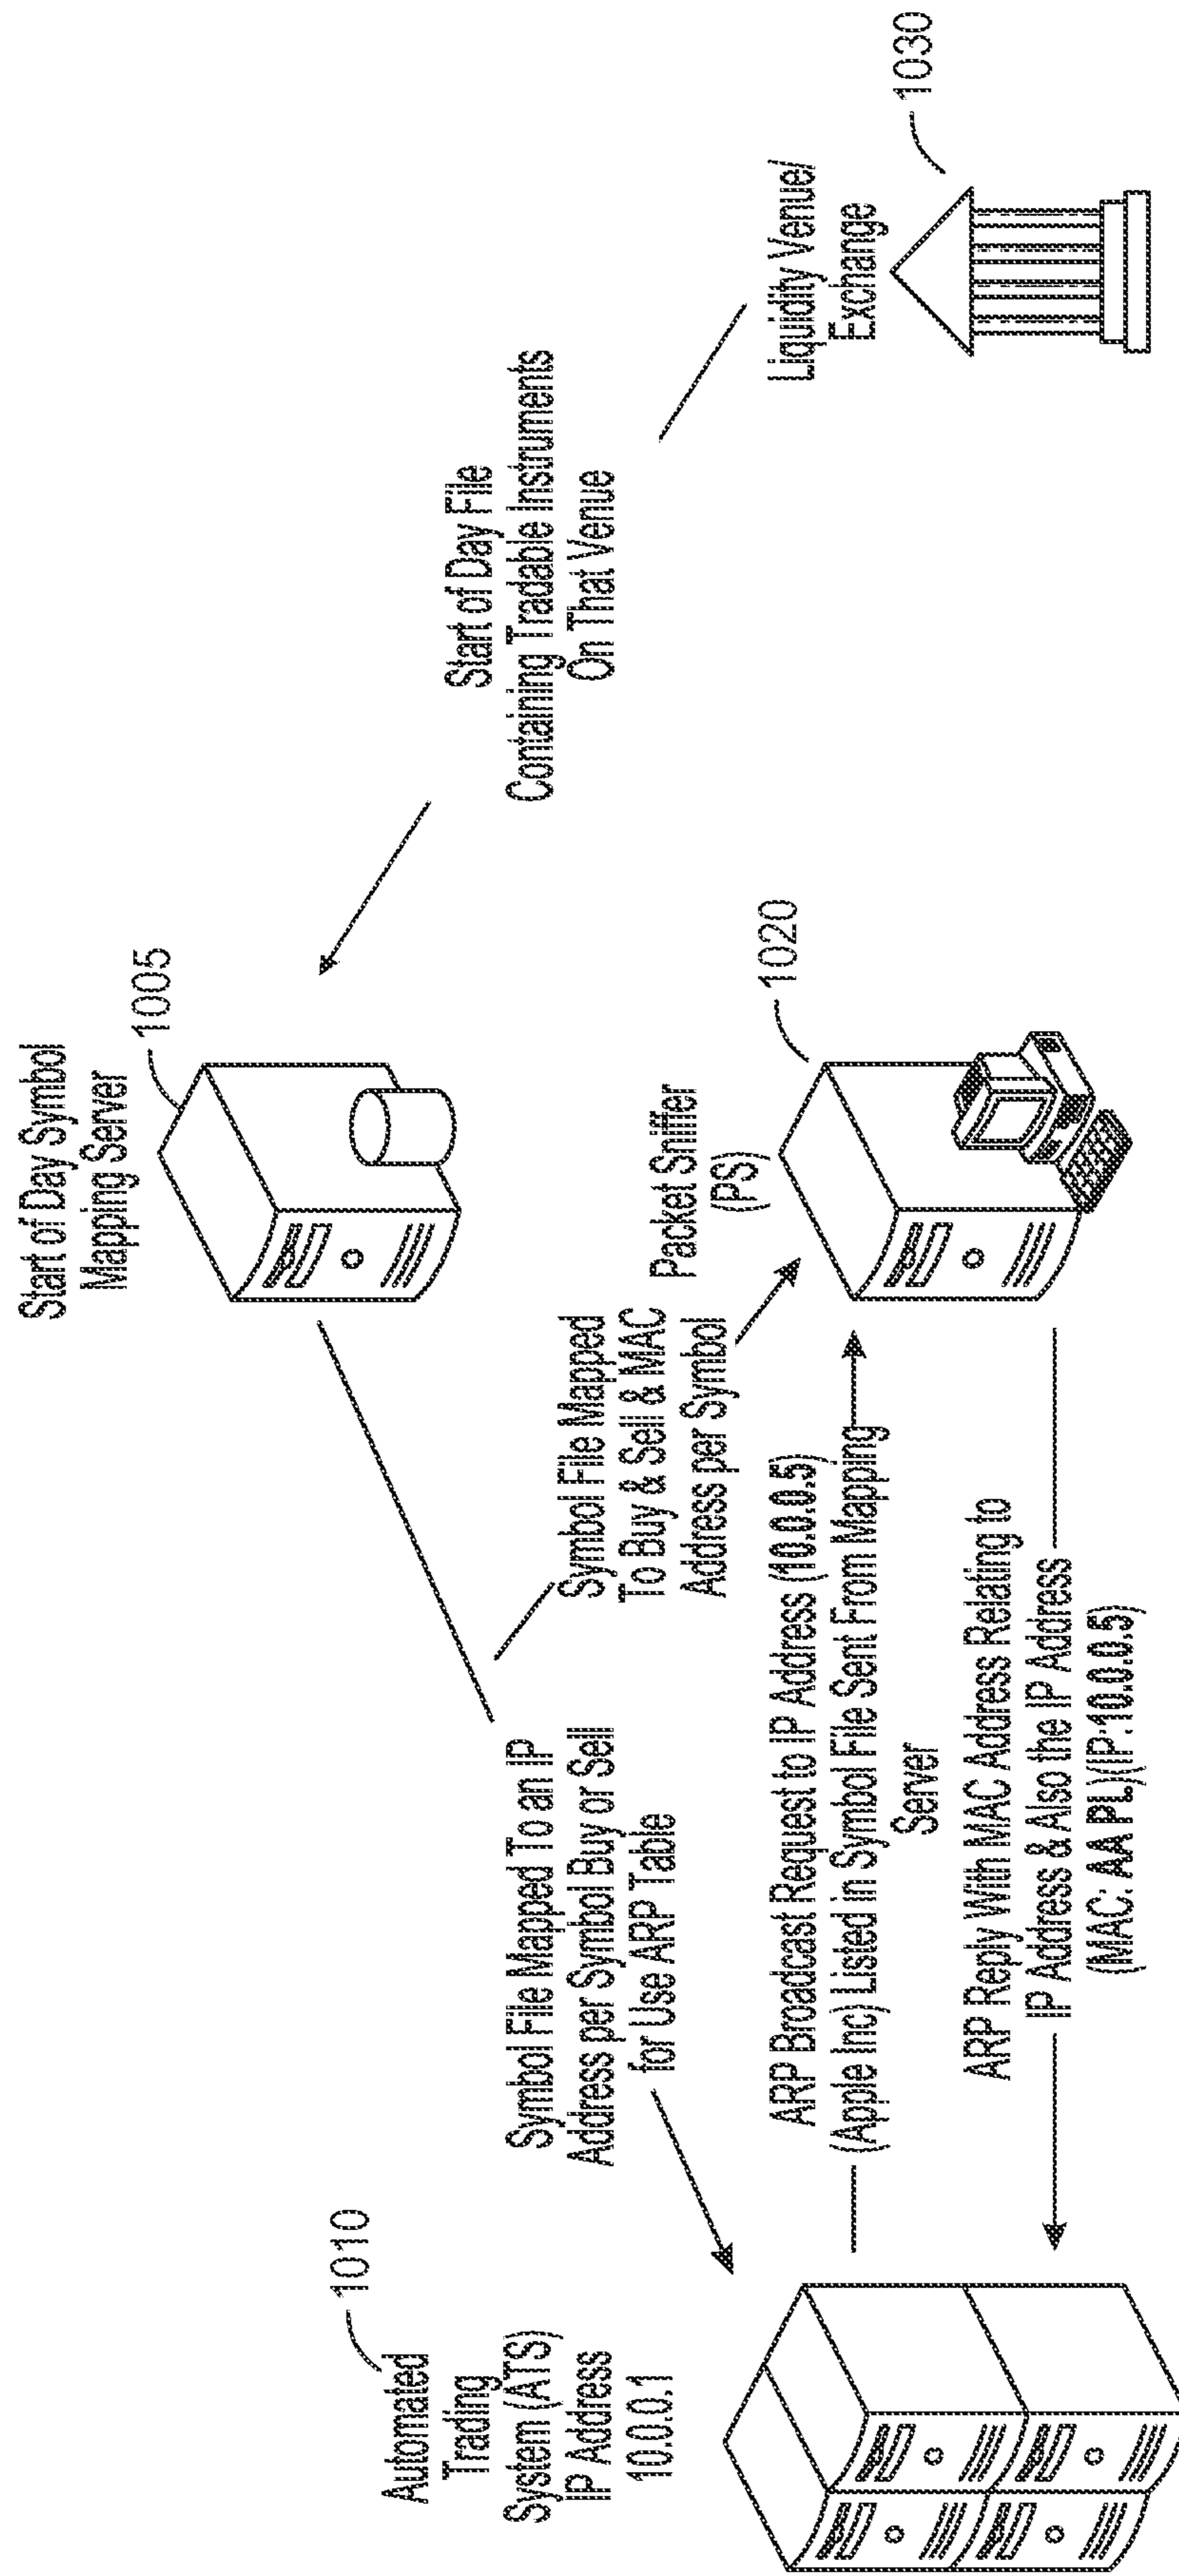 Start of Day Symbol
Mapping Server
1005
Start of Day File
Containing Tradable Instruments
On That Venue
Liquidity Venue/
Exchange
1030
Automated
Trading
System (ATS)
IP Address
10.0.0.1
1010
Symbol File Mapped To an IP
Address per Symbol Buy or Sell
for Use ARP Table
Symbol File Mapped
To Buy & Sell & MAC
Address per Symbol
Packet Sniffer
(PS)
1020
ARP Broadcast Request to IP Address (10.0.0.5)
(Apple Inc) Listed in Symbol File Sent From Mapping
Server
ARP Reply With MAC Address Relating to
IP Address & Also the IP Address
(MAC: AA PL)(IP:10.0.0.5)